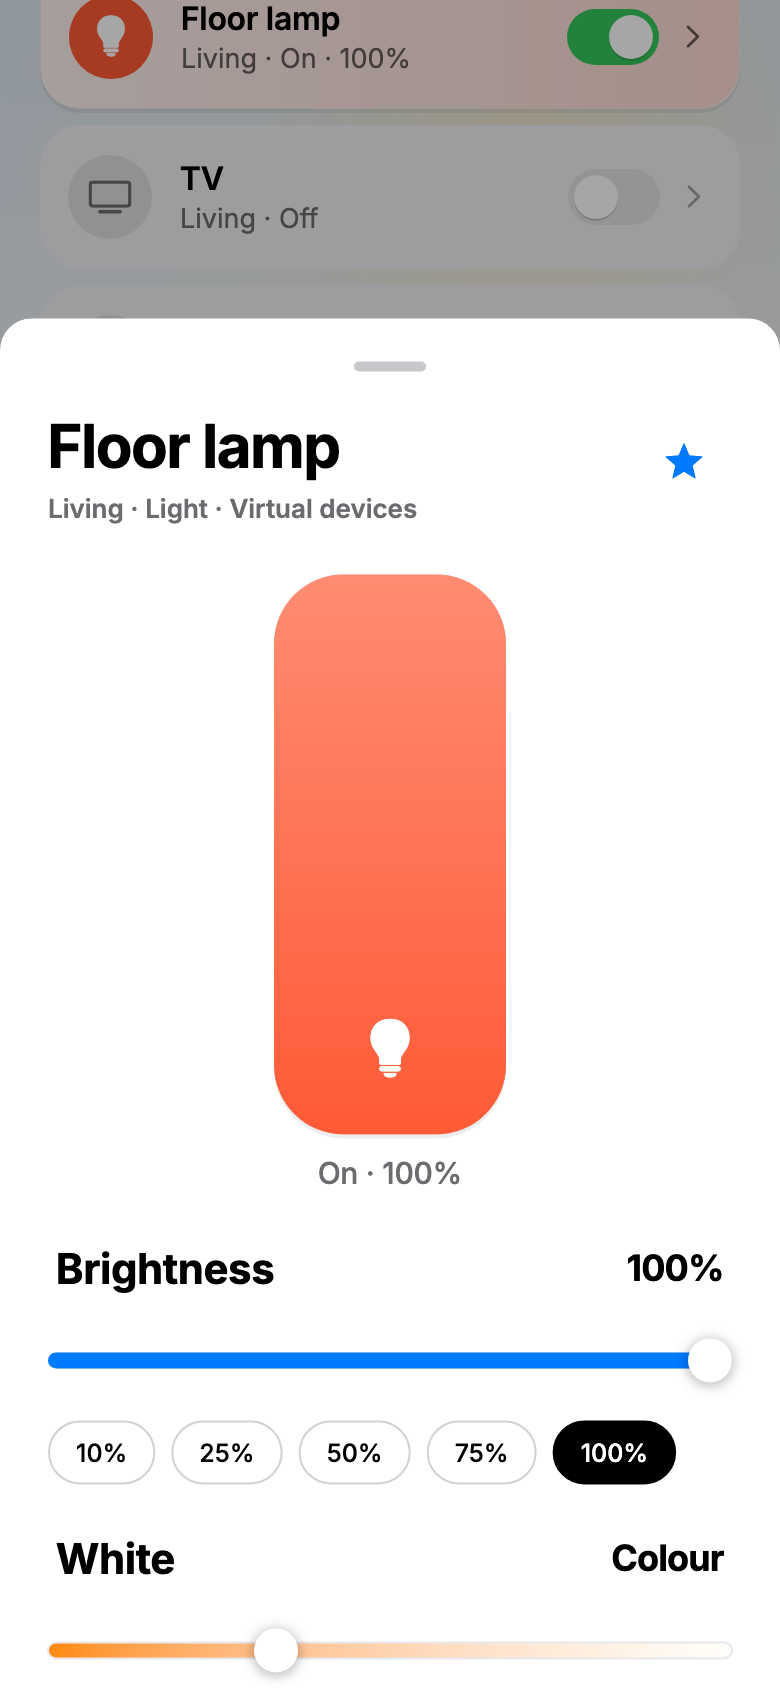 Floor lamp
Living · On · 100%
TV
Living · Off
Floor lamp
Living · Light · Virtual devices
On · 100%
Brightness 100%
10% 25% 50% 75% 100%
White Colour